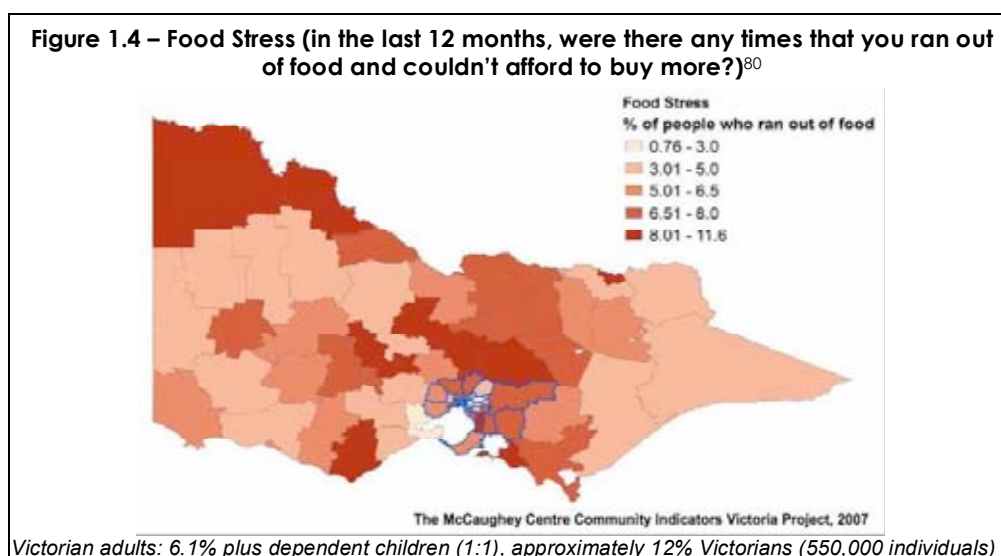 Figure 1.4 – Food Stress (in the last 12 months, were there any times that you ran out
of food and couldn't afford to buy more?)80
Food Stress
% of people who ran out of food
0.76 - 3.0
3.01 - 5.0
5.01 - 6.5
6.51 - 8.0
8.01 - 11.6
The McCaughey Centre Community Indicators Victoria Project, 2007
Victorian adults: 6.1% plus dependent children (1:1), approximately 12% Victorians (550,000 individuals)